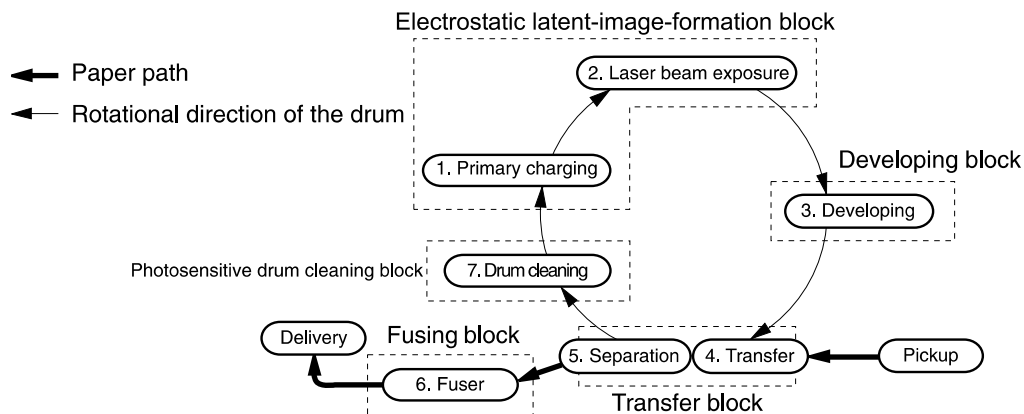 Electrostatic latent-image-formation block
Paper path
2. Laser beam exposure
Rotational direction of the drum
1. Primary charging
Developing block
3. Developing
Photosensitive drum cleaning block
7. Drum cleaning
Delivery
Fusing block
5. Separation
4. Transfer
Pickup
6. Fuser
Transfer block